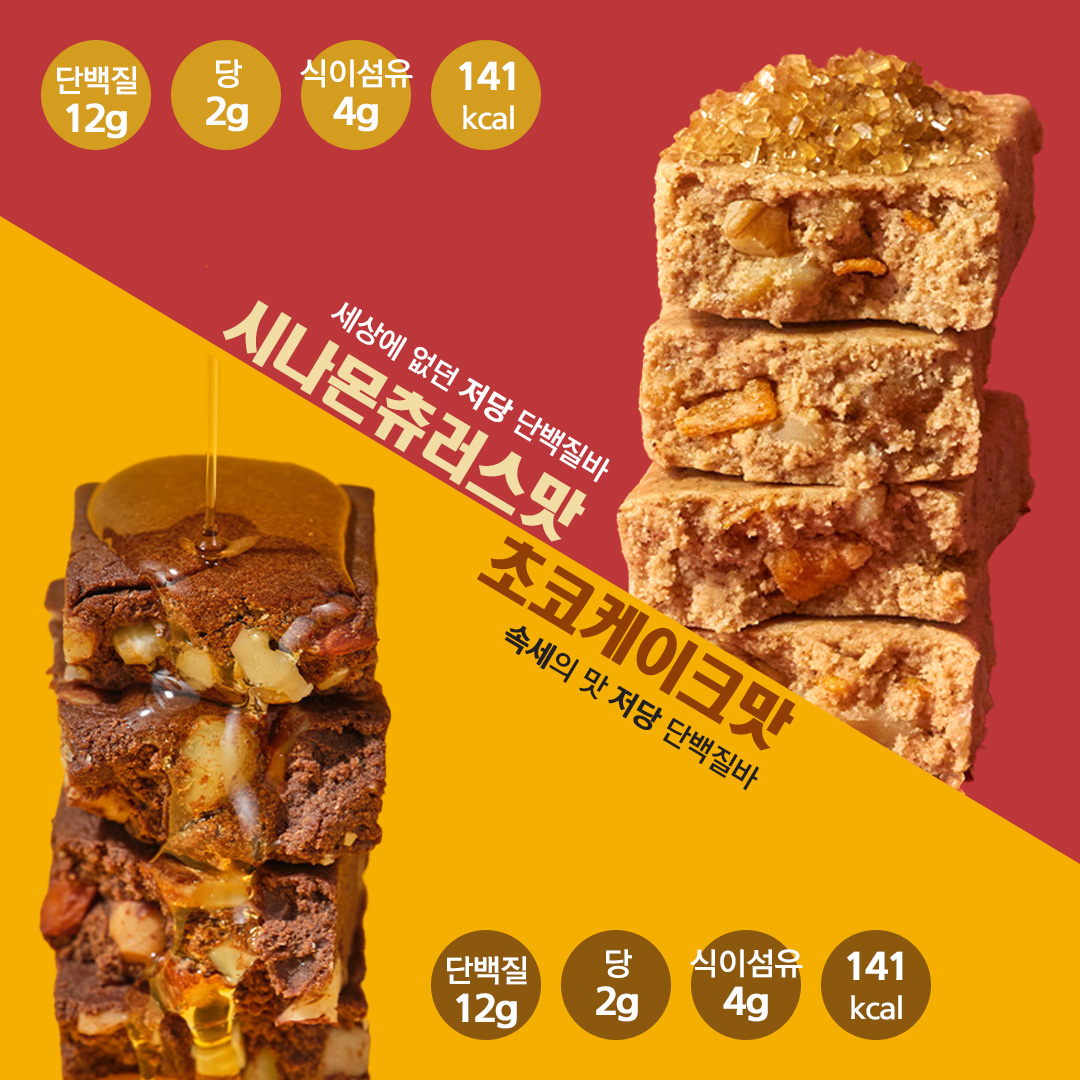 단백질
12g
당
2g
식이섬유
4g
141
kcal
세상에 없던 저당 단백질바
시나몬츄러스맛
초코케이크맛
속세의 맛 저당 단백질바
단백질
12g
당
2g
식이섬유
4g
141
kcal